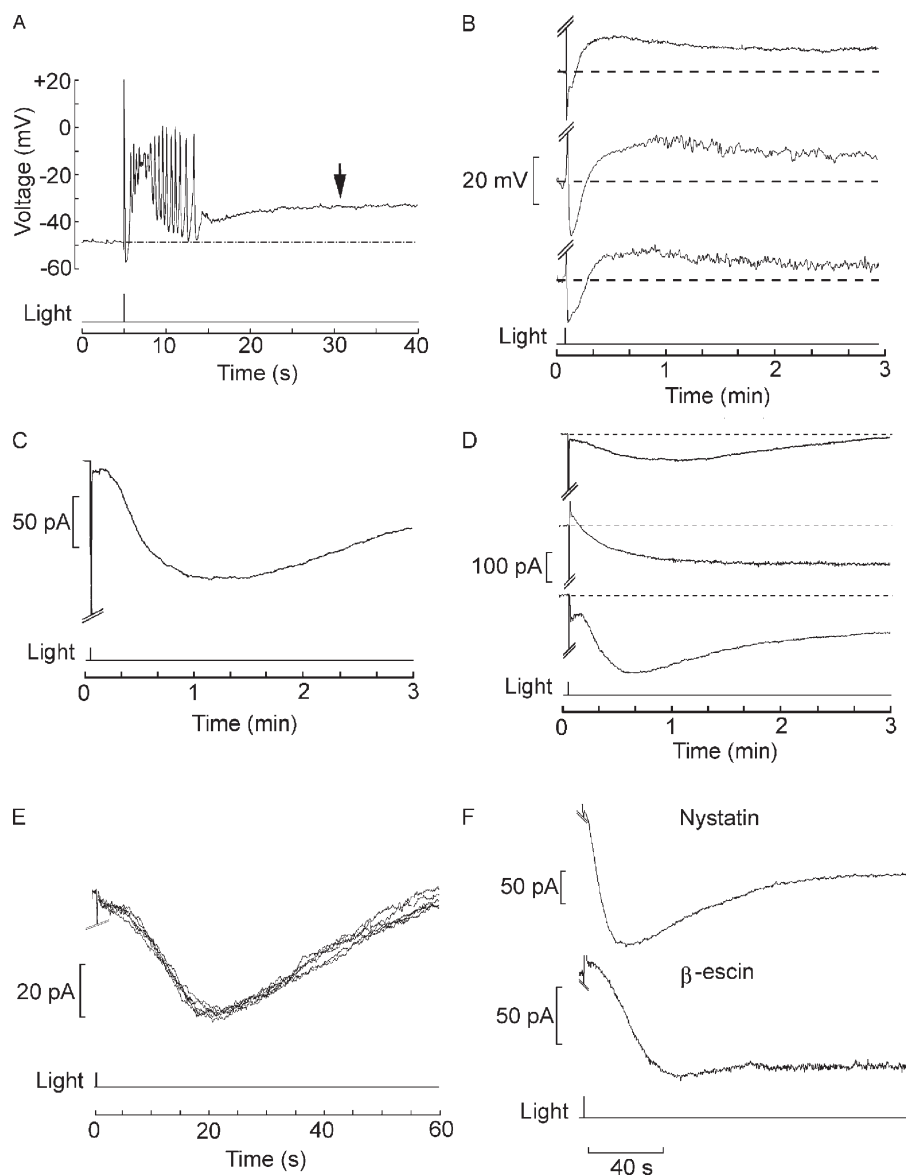 A
Voltage (mV)
+20
0
-20
-40
-60
Light
0 10 20 30 40
Time (s)
B
20 mV
Light
0 1 2 3
Time (min)
C
50 pA
Light
0 1 2 3
Time (min)
D
100 pA
Light
0 1 2 3
Time (min)
E
20 pA
Light
0 20 40 60
Time (s)
F
Nystatin
50 pA
β-escin
50 pA
Light
40 s